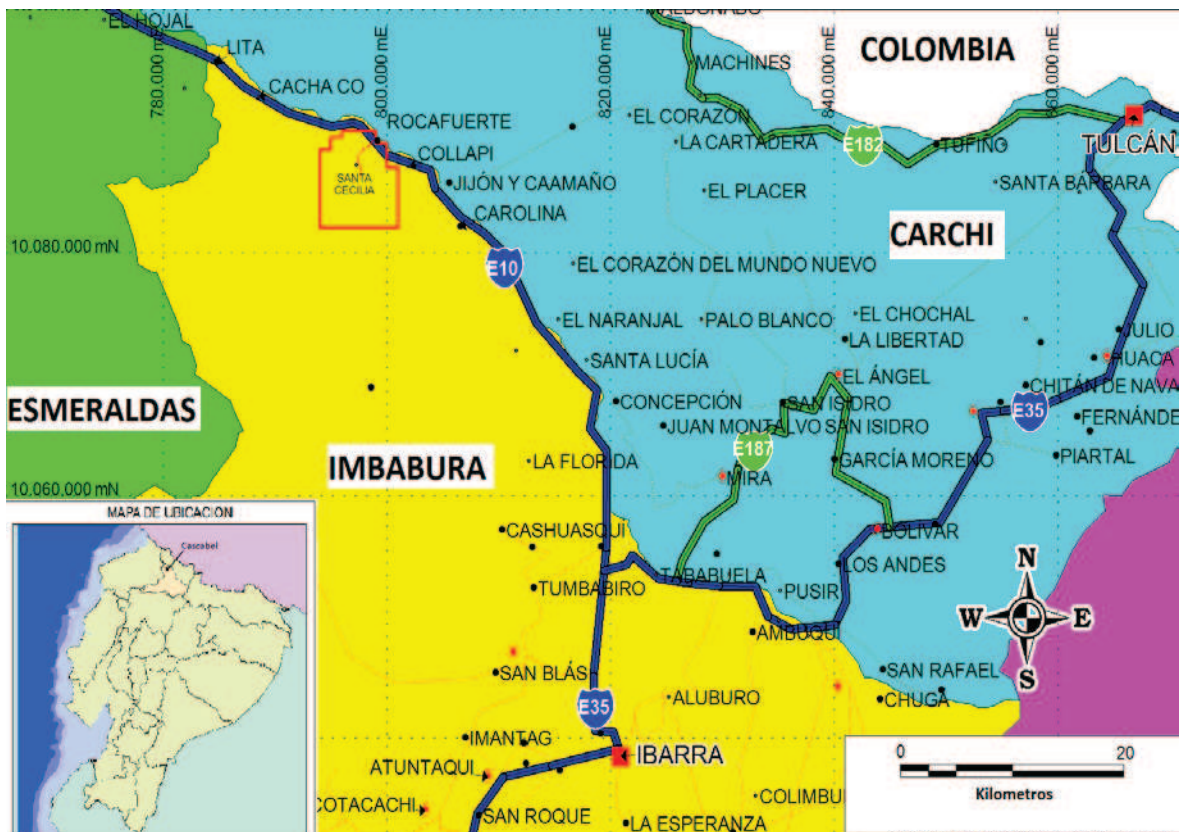 EL HOJAL
LITA
CACHA CO
780.000 mE
800.000 mE
820.000 mE
840.000 mE
MACHINES
COLOMBIA
ROCAFUERTE
EL CORAZÓN
LA CARTADERA
E182
TUFIÑO
TULCÁN
COLLAPI
SANTA
CECILIA
JIJÓN Y CAAMAÑO
EL PLACER
SANTA BÁRBARA
CAROLINA
CARCHI
10.080.000 mN
E10
EL CORAZÓN DEL MUNDO NUEVO
EL NARANJAL
PALO BLANCO
EL CHOCHAL
LA LIBERTAD
JULIO
HUACA
SANTA LUCÍA
EL ÁNGEL
CHITÁN DE NAVA
ESMERALDAS
CONCEPCIÓN
SAN ISIDRO
E35
FERNÁNDE
JUAN MONTALVO SAN ISIDRO
E187
IMBABURA
LA FLORIDA
GARCÍA MORENO
PIARTAL
MIRA
10.060.000 mN
MAPA DE UBICACION
Cascabel
CASHUASQUÍ
BOLÍVAR
LOS ANDES
TABABUELA
TUMBABIRO
PUSIR
N
W
E
S
AMBUQUI
SAN BLÁS
SAN RAFAEL
E35
ALUBURO
CHUGA
IMANTAG
IBARRA
0
20
Kilometros
ATUNTAQUI
COTACACHI
SAN ROQUE
COLIMBU
LA ESPERANZA